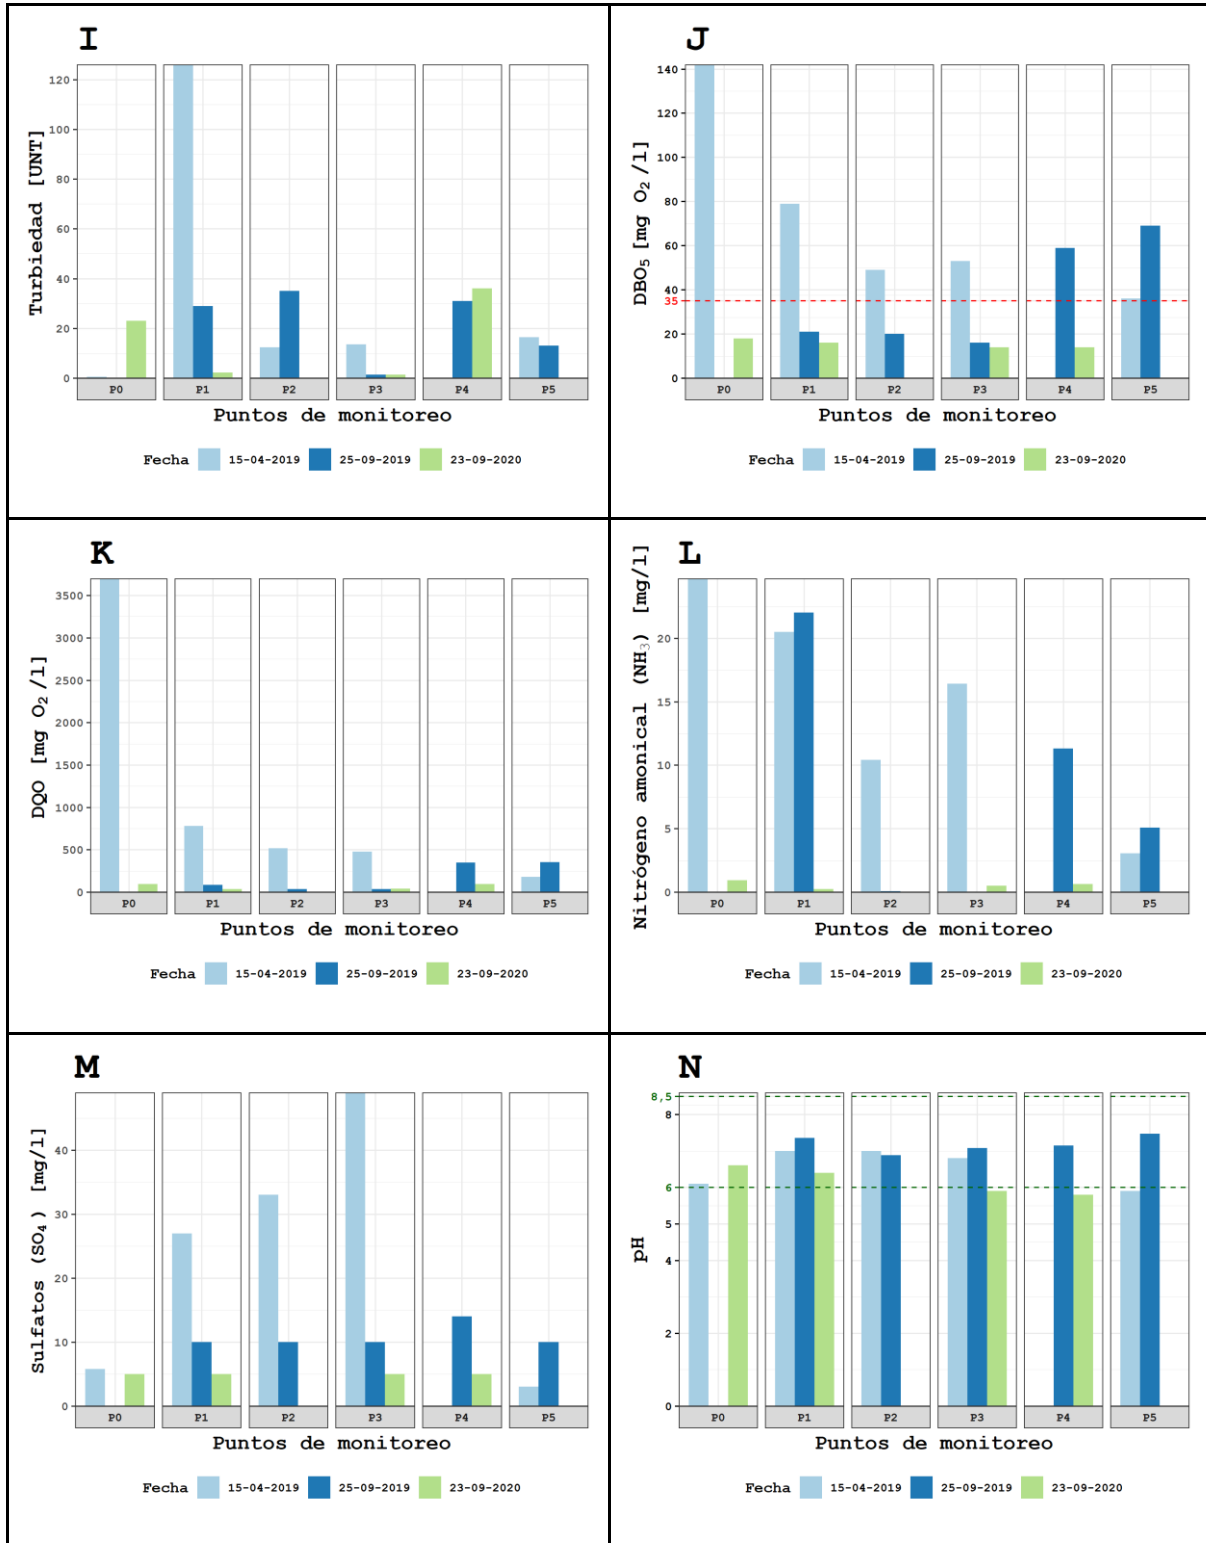 I
Turbiedad [UNT]
120
100
80
60
40
20
0
P0 P1 P2 P3 P4 P5
Puntos de monitoreo
Fecha 15-04-2019 25-09-2019 23-09-2020
J
DBO₅ [mg O₂/l]
140
120
100
80
60
40
35
20
0
P0 P1 P2 P3 P4 P5
Puntos de monitoreo
Fecha 15-04-2019 25-09-2019 23-09-2020
K
DQO [mg O₂/l]
3500
3000
2500
2000
1500
1000
500
0
P0 P1 P2 P3 P4 P5
Puntos de monitoreo
Fecha 15-04-2019 25-09-2019 23-09-2020
L
Nitrógeno amonical (NH₃) [mg/l]
20
15
10
5
0
P0 P1 P2 P3 P4 P5
Puntos de monitoreo
Fecha 15-04-2019 25-09-2019 23-09-2020
M
Sulfatos (SO₄) [mg/l]
40
30
20
10
0
P0 P1 P2 P3 P4 P5
Puntos de monitoreo
Fecha 15-04-2019 25-09-2019 23-09-2020
N
pH
8,5
8
6
5
4
2
0
P0 P1 P2 P3 P4 P5
Puntos de monitoreo
Fecha 15-04-2019 25-09-2019 23-09-2020